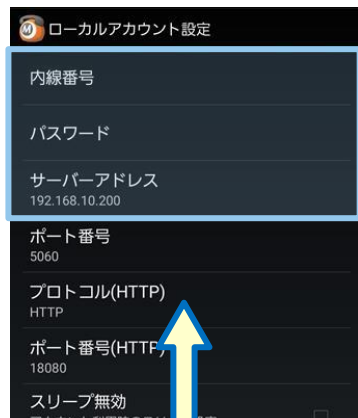 ローカルアカウント設定
内線番号
パスワード
サーバーアドレス
192.168.10.200
ポート番号
5060
プロトコル(HTTP)
HTTP
ポート番号(HTTP)
18080
スリープ無効